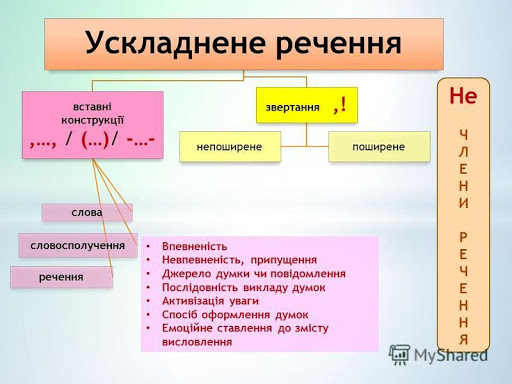 Ускладнене речення
вставні
конструкції
,…, / (…)/ -…-
звертання ,!
непоширене
поширене
слова
словосполучення
речення
• Впевненість
• Невпевненість, припущення
• Джерело думки чи повідомлення
• Послідовність викладу думок
• Активізація уваги
• Спосіб оформлення думок
• Емоційне ставлення до змісту
висловлення
Не
Ч
Л
Е
Н
И
Р
Е
Ч
Е
Н
Н
Я
MyShared